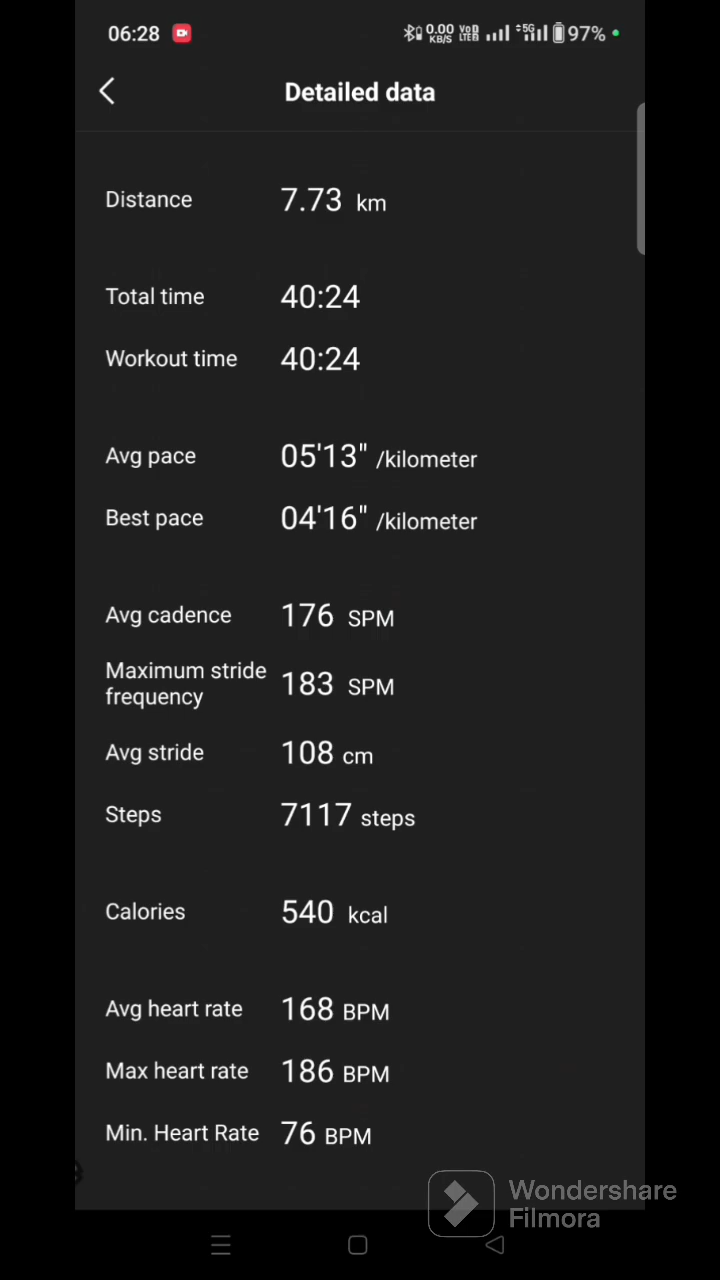 06:28 0.00 KB/S VoD LTE 5G 97%
Detailed data
Distance 7.73 km
Total time 40:24
Workout time 40:24
Avg pace 05'13" /kilometer
Best pace 04'16" /kilometer
Avg cadence 176 SPM
Maximum stride
frequency 183 SPM
Avg stride 108 cm
Steps 7117 steps
Calories 540 kcal
Avg heart rate 168 BPM
Max heart rate 186 BPM
Min. Heart Rate 76 BPM
Wondershare
Filmora